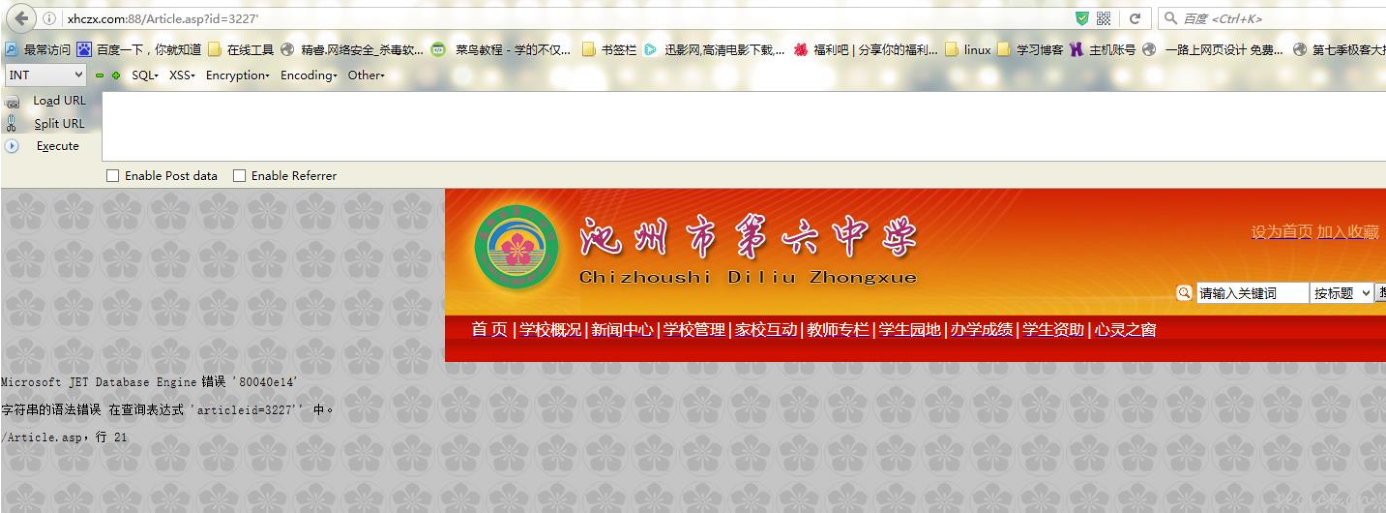 xhczx.com:88/Article.asp?id=3227'
百度 <Ctrl+K>
最常访问 百度一下，你就知道 在线工具 精睿.网络安全_杀毒软... 菜鸟教程 - 学的不仅... 书签栏 迅影网,高清电影下载,... 福利吧 | 分享你的福利... linux 学习博客 主机账号 一路上网页设计 免费... 第七季极客大
INT SQL XSS Encryption Encoding Other
Load URL
Split URL
Execute
Enable Post data Enable Referrer
池州市第六中学
Chizhoushi Diliu Zhongxue
设为首页 加入收藏
请输入关键词 按标题
首 页 | 学校概况 | 新闻中心 | 学校管理 | 家校互动 | 教师专栏 | 学生园地 | 办学成绩 | 学生资助 | 心灵之窗
Microsoft JET Database Engine 错误 '80040e14'
字符串的语法错误 在查询表达式 'articleid=3227'' 中。
/Article.asp，行 21